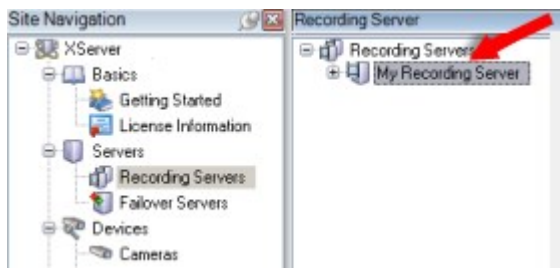 Site Navigation
XServer
Basics
Getting Started
License Information
Servers
Recording Servers
Failover Servers
Devices
Cameras
Recording Server
Recording Servers
My Recording Server